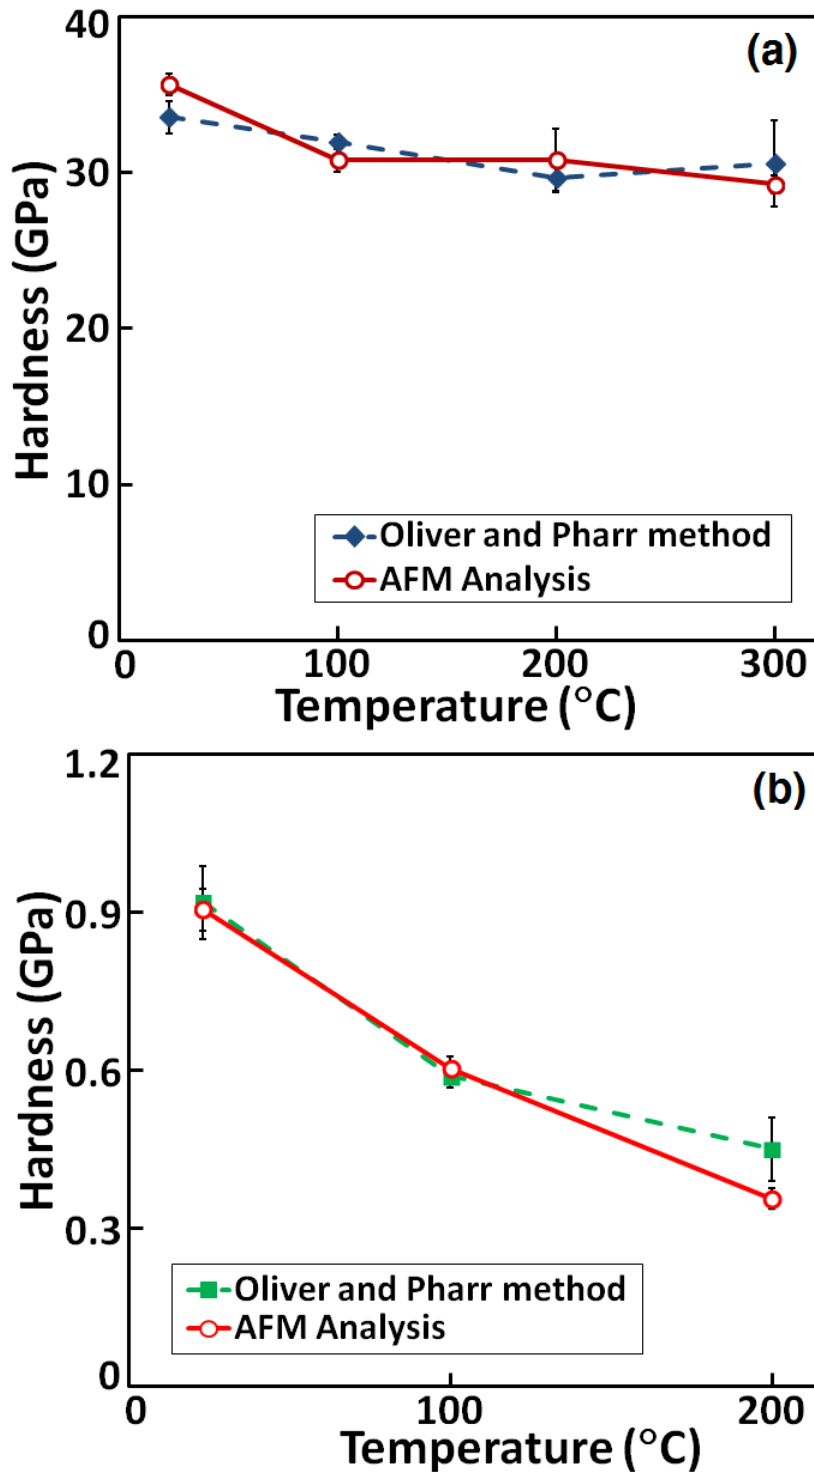 (a)
Hardness (GPa)
40
30
20
10
0
Oliver and Pharr method
AFM Analysis
0 100 200 300
Temperature (°C)
(b)
Hardness (GPa)
1.2
0.9
0.6
0.3
0
Oliver and Pharr method
AFM Analysis
0 100 200
Temperature (°C)